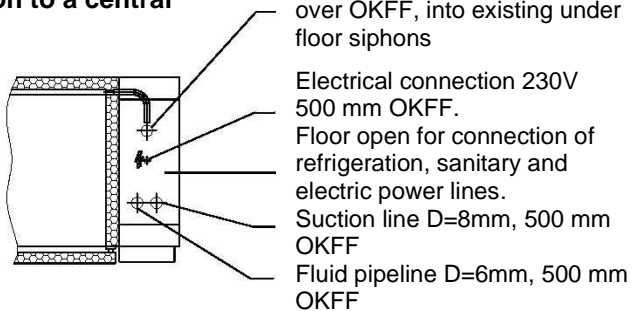 to a central
over OKFF, into existing under
floor siphons
Electrical connection 230V
500 mm OKFF.
Floor open for connection of
refrigeration, sanitary and
electric power lines.
Suction line D=8mm, 500 mm
OKFF
Fluid pipeline D=6mm, 500 mm
OKFF